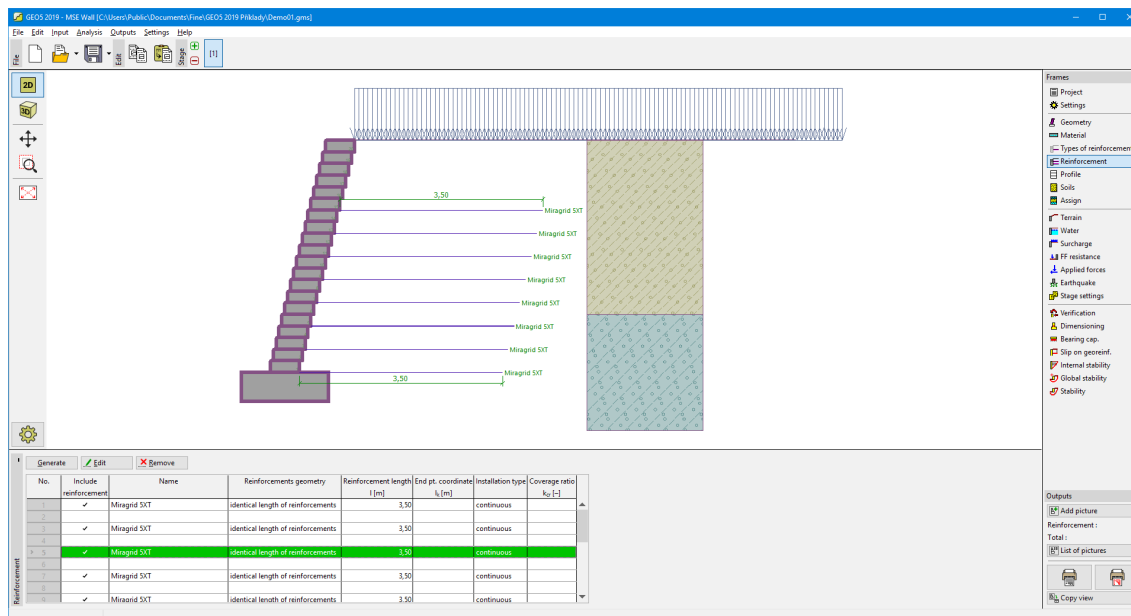 GEO5 2019 - MSE Wall [C:\Users\Public\Documents\Fine\GEO5 2019 Příklady\Demo01.gms]
File Edit Input Analysis Outputs Settings Help
File
Edit
Stage
[1]
2D
3D
3,50
Miragrid 5XT
Miragrid 5XT
Miragrid 5XT
Miragrid 5XT
Miragrid 5XT
Miragrid 5XT
Miragrid 5XT
Miragrid 5XT
3,50
Frames
Project
Settings
Geometry
Material
Types of reinforcement
Reinforcement
Profile
Soils
Assign
Terrain
Water
Surcharge
FF resistance
Applied forces
Earthquake
Stage settings
Verification
Dimensioning
Bearing cap.
Slip on georeinf.
Internal stability
Global stability
Stability
Reinforcement
Generate Edit Remove
No. Include reinforcement Name Reinforcements geometry Reinforcement length l [m] End pt. coordinate lk [m] Installation type Coverage ratio kcr [–]
1 ✓ Miragrid 5XT identical length of reinforcements 3,50 continuous
2
3 ✓ Miragrid 5XT identical length of reinforcements 3,50 continuous
4
5 ✓ Miragrid 5XT identical length of reinforcements 3,50 continuous
6
7 ✓ Miragrid 5XT identical length of reinforcements 3,50 continuous
8
9 ✓ Miragrid 5XT identical length of reinforcements 3,50 continuous
Outputs
Add picture
Reinforcement :
Total :
List of pictures
Copy view